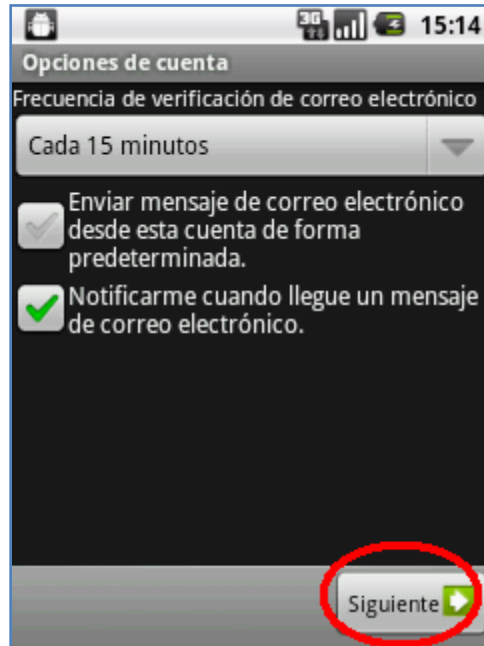 3G 15:14
Opciones de cuenta
Frecuencia de verificación de correo electrónico
Cada 15 minutos
Enviar mensaje de correo electrónico
desde esta cuenta de forma
predeterminada.
Notificarme cuando llegue un mensaje
de correo electrónico.
Siguiente